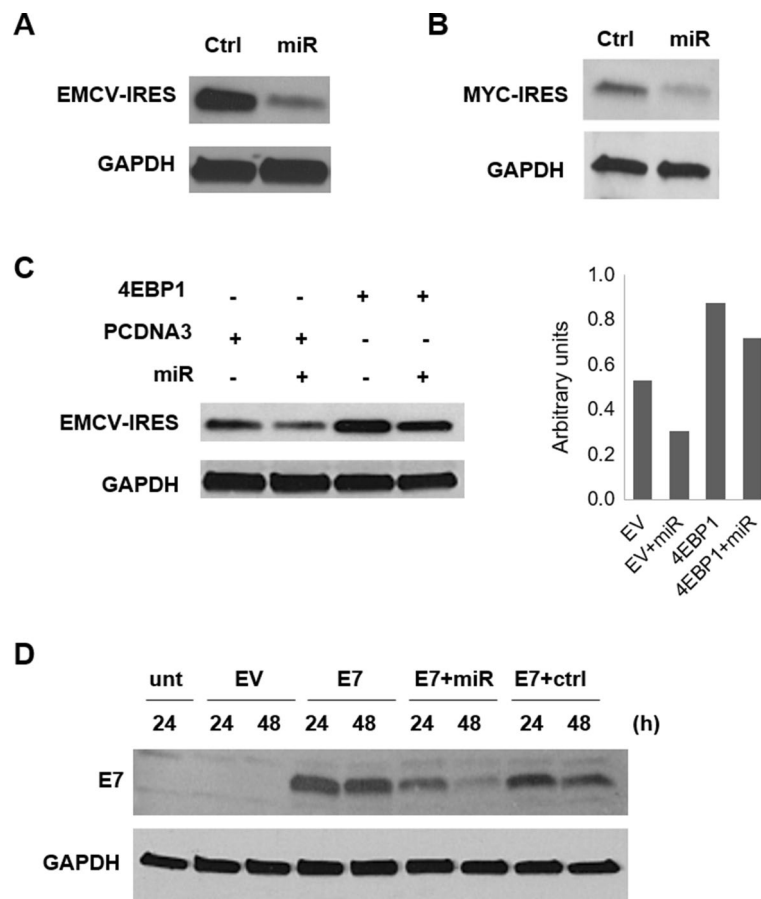 A
Ctrl miR
EMCV-IRES
GAPDH
B
Ctrl miR
MYC-IRES
GAPDH
C
4EBP1 - - + +
PCDNA3 + + - -
miR - + - +
EMCV-IRES
GAPDH
Arbitrary units
1.0
0.8
0.6
0.4
0.2
0.0
EV
EV+miR
4EBP1
4EBP1+miR
D
unt EV E7 E7+miR E7+ctrl
24 24 48 24 48 24 48 24 48 (h)
E7
GAPDH